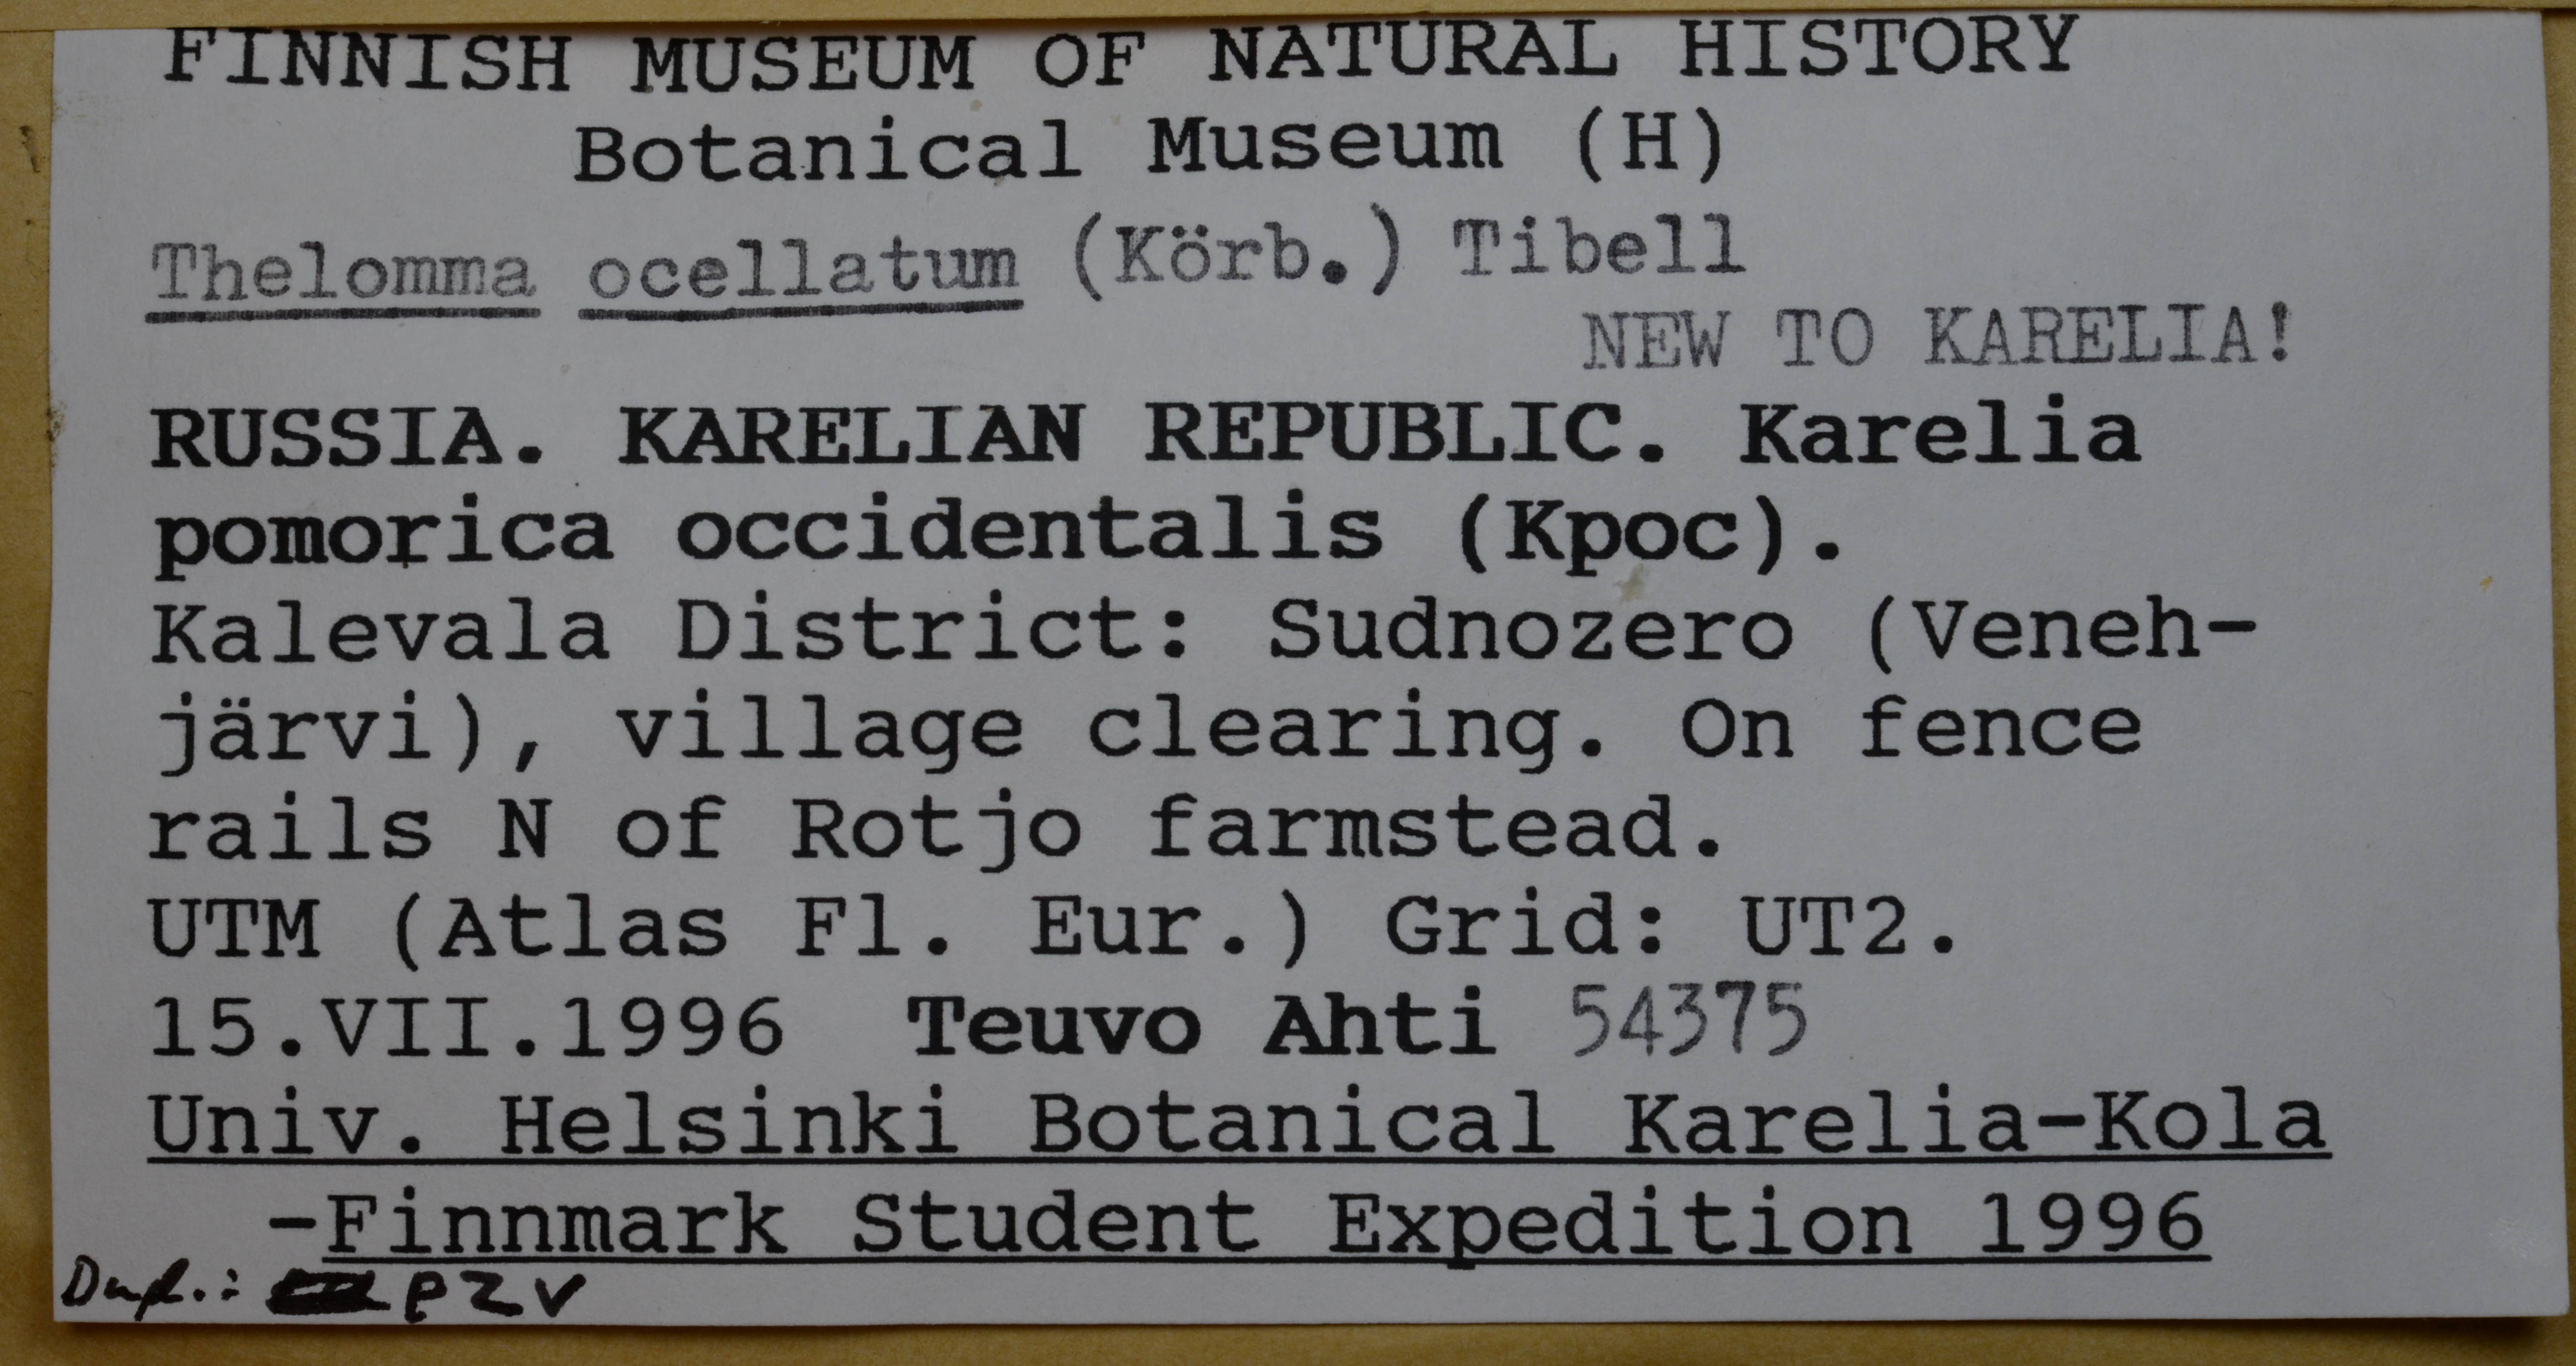 FINNISH MUSEUM OF NATURAL HISTORY
Botanical Museum (H)
Thelomma ocellatum (Körb.) Tibell
NEW TO KARELIA!
RUSSIA. KARELIAN REPUBLIC. Karelia
pomorica occidentalis (Kpoc).
Kalevala District: Sudnozero (Veneh-
järvi), village clearing. On fence
rails N of Rotjo farmstead.
UTM (Atlas Fl. Eur.) Grid: UT2.
15.VII.1996 Teuvo Ahti 54375
Univ. Helsinki Botanical Karelia-Kola
-Finnmark Student Expedition 1996
Dupl.: PZV